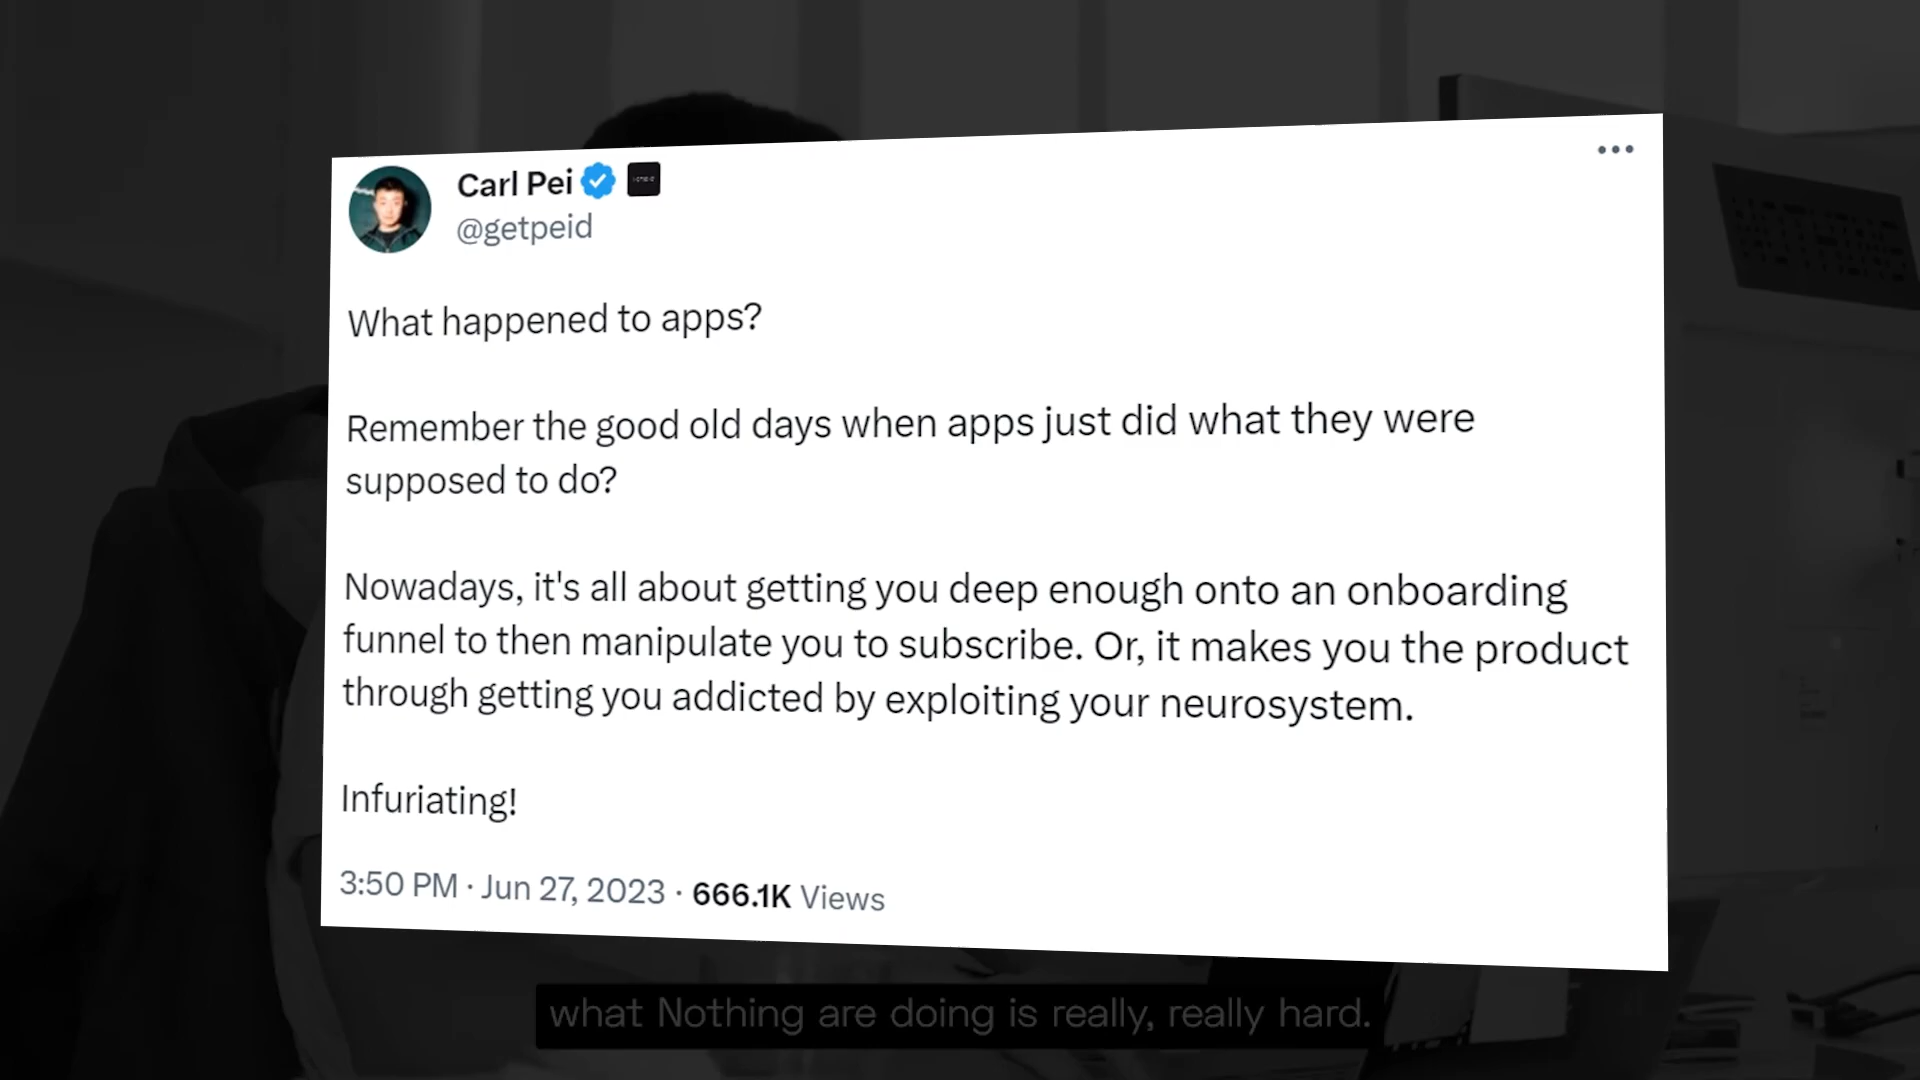 Carl Pei
@getpeid
What happened to apps?
Remember the good old days when apps just did what they were
supposed to do?
Nowadays, it's all about getting you deep enough onto an onboarding
funnel to then manipulate you to subscribe. Or, it makes you the product
through getting you addicted by exploiting your neurosystem.
Infuriating!
3:50 PM · Jun 27, 2023 · 666.1K Views
what Nothing are doing is really, really hard.